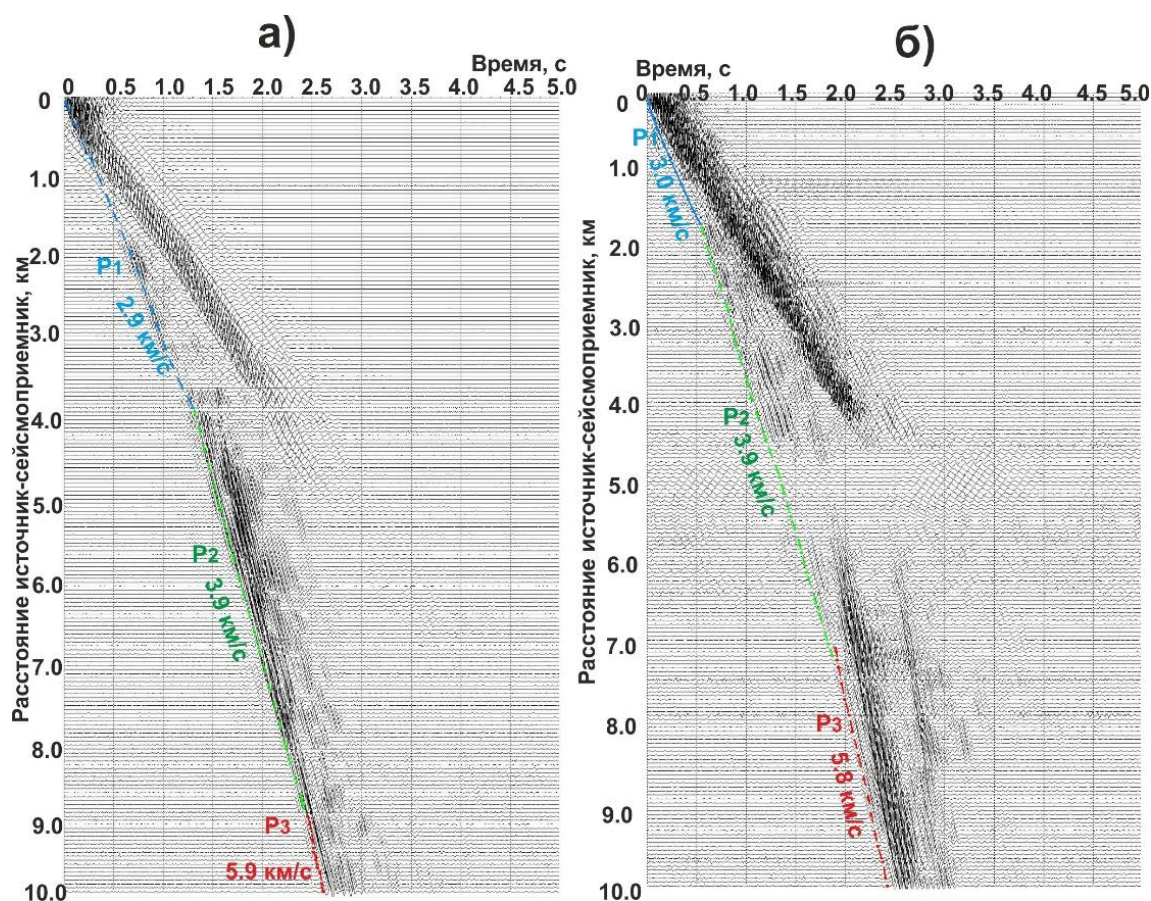 а)
Время, с
0 0.5 1.0 1.5 2.0 2.5 3.0 3.5 4.0 4.5 5.0
Расстояние источник-сейсмоприемник, км
0
1.0
2.0
3.0
4.0
5.0
6.0
7.0
8.0
9.0
10.0
P1
2.9 км/с
P2
3.9 км/с
P3
5.9 км/с
б)
Время, с
0 0.5 1.0 1.5 2.0 2.5 3.0 3.5 4.0 4.5 5.0
Расстояние источник-сейсмоприемник, км
0
1.0
2.0
3.0
4.0
5.0
6.0
7.0
8.0
9.0
10.0
P1
3.0 км/с
P2
3.9 км/с
P3
5.8 км/с